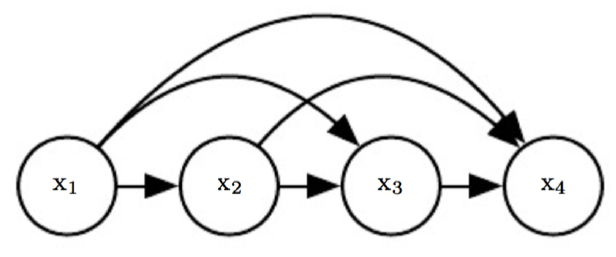 x₁ x₂ x₃ x₄